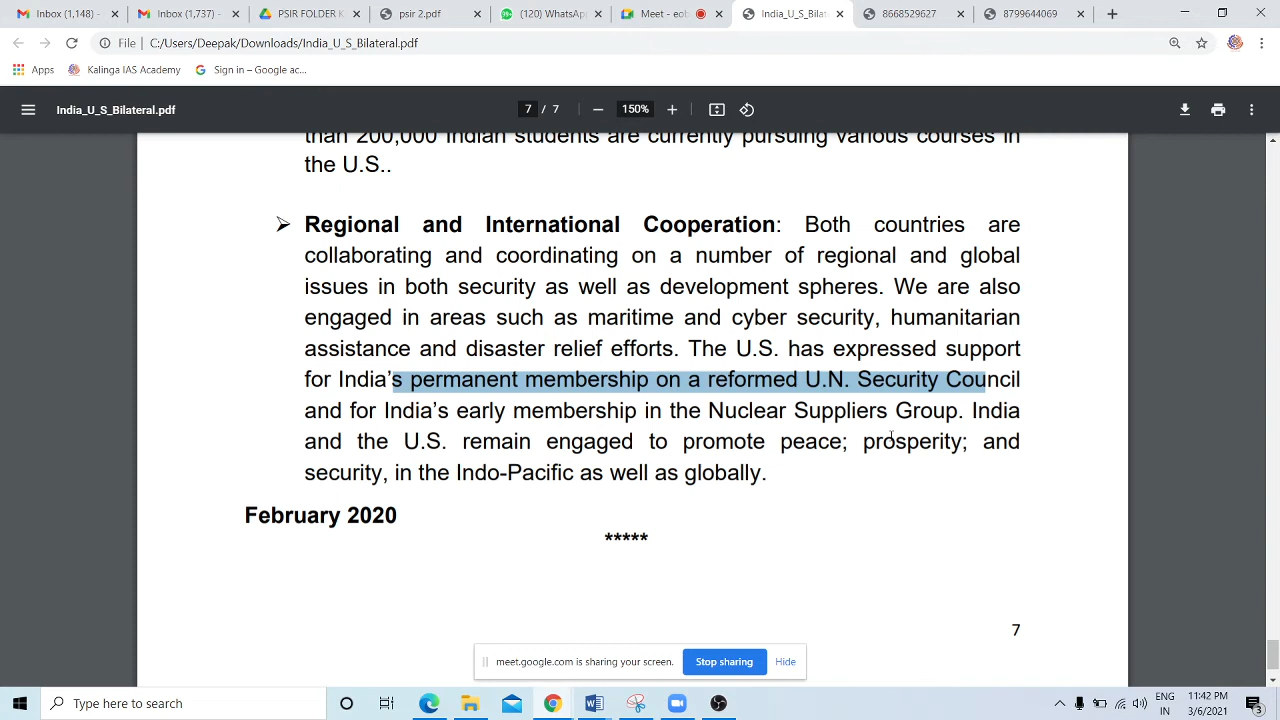 Inbox (1,148) -
Inbox (1,737) -
PSIR FOLDER K
psir 2.pdf
(120) WhatsApp
Meet - eob
India_U_S_Bilat
8668529627
8799644069
File | C:/Users/Deepak/Downloads/India_U_S_Bilateral.pdf
Apps
Kalinga IAS Academy
Sign in – Google ac...
India_U_S_Bilateral.pdf
7 / 7
150%
than 200,000 Indian students are currently pursuing various courses in
the U.S..
Regional and International Cooperation: Both countries are
collaborating and coordinating on a number of regional and global
issues in both security as well as development spheres. We are also
engaged in areas such as maritime and cyber security, humanitarian
assistance and disaster relief efforts. The U.S. has expressed support
for India's permanent membership on a reformed U.N. Security Council
and for India's early membership in the Nuclear Suppliers Group. India
and the U.S. remain engaged to promote peace; prosperity; and
security, in the Indo-Pacific as well as globally.
February 2020
*****
7
meet.google.com is sharing your screen.
Stop sharing
Hide
Type here to search
ENG
IN
11:42 PM
3/6/2021
3